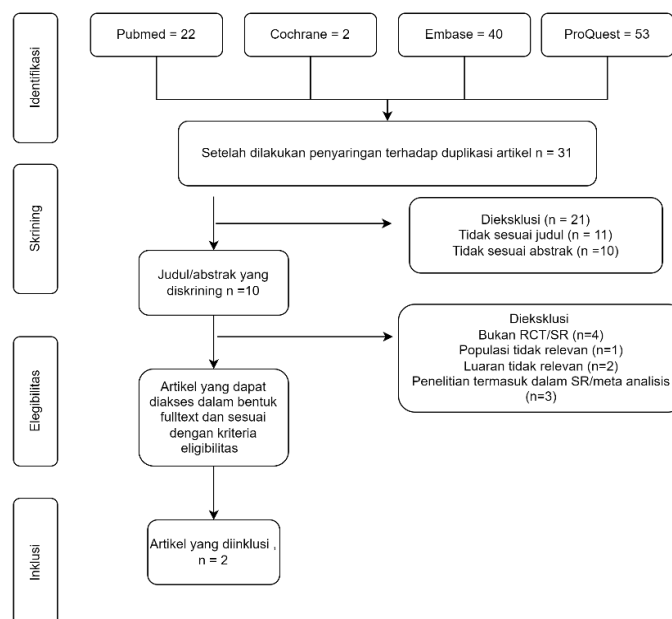 Identifikasi
Pubmed = 22
Cochrane = 2
Embase = 40
ProQuest = 53
Setelah dilakukan penyaringan terhadap duplikasi artikel n = 31
Skrining
Dieksklusi (n = 21)
Tidak sesuai judul (n = 11)
Tidak sesuai abstrak (n =10)
Judul/abstrak yang
diskrining n =10
Elegibilitas
Dieksklusi
Bukan RCT/SR (n=4)
Populasi tidak relevan (n=1)
Luaran tidak relevan (n=2)
Penelitian termasuk dalam SR/meta analisis
(n=3)
Artikel yang dapat
diakses dalam bentuk
fulltext dan sesuai
dengan kriteria
eligibilitas
Inklusi
Artikel yang diinklusi ,
n = 2